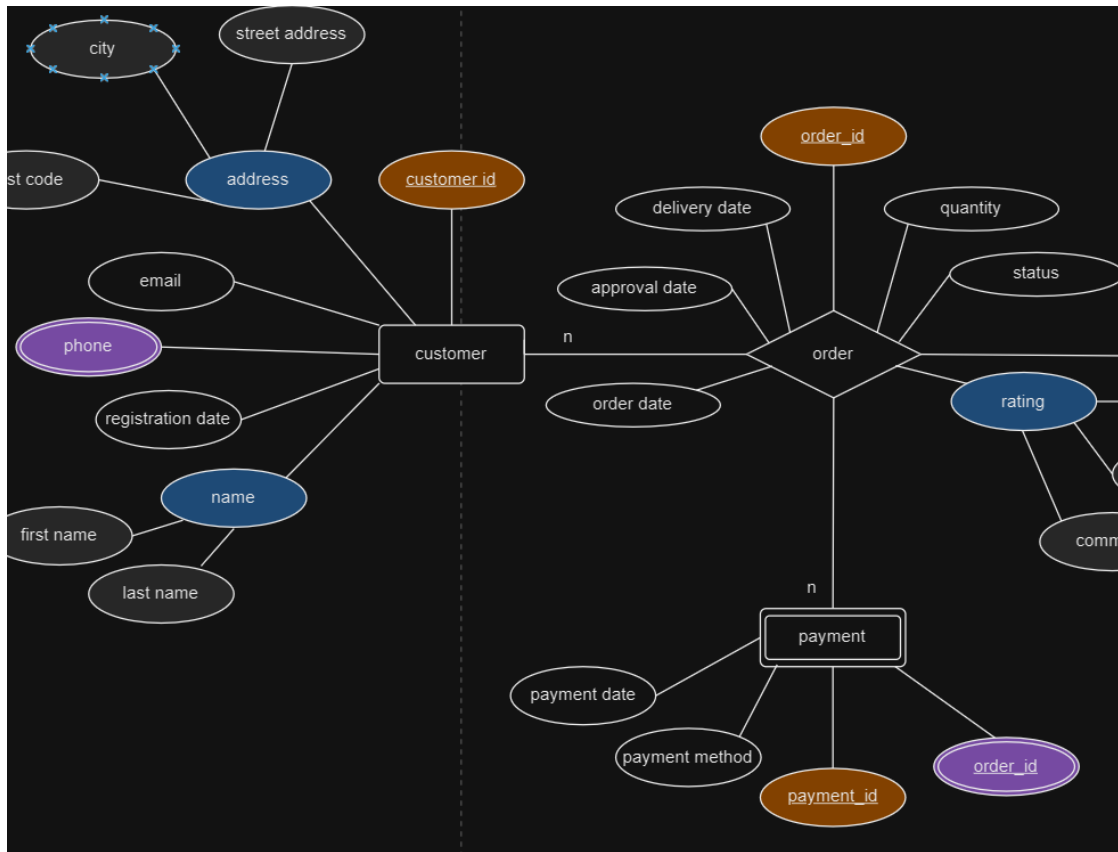 city
street address
order_id
st code
address
customer id
delivery date
quantity
email
approval date
status
phone
customer
n
order
registration date
order date
rating
name
first name
last name
comm
n
payment
payment date
payment method
order_id
payment_id